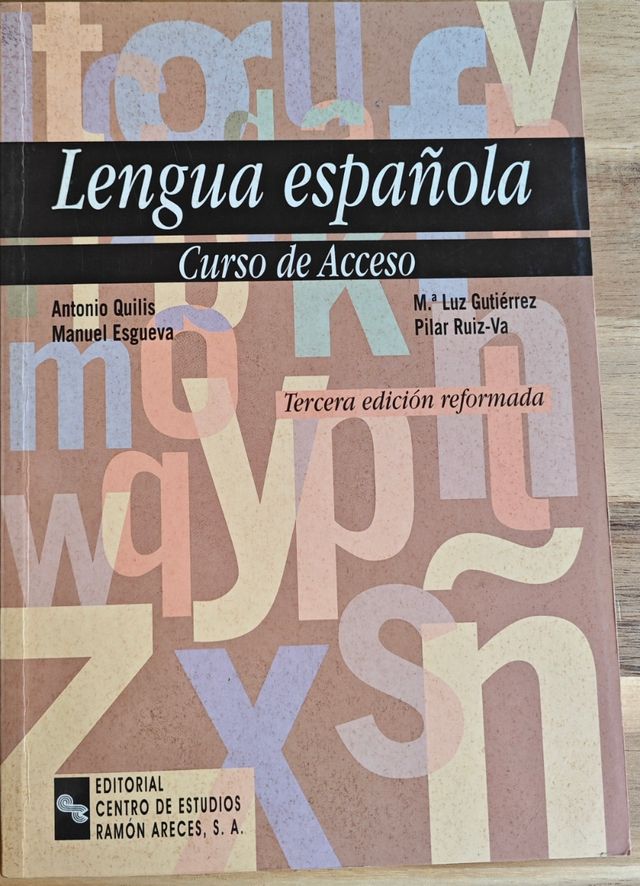 Lengua española
Curso de Acceso
Antonio Quilis
Manuel Esgueva
M.ª Luz Gutiérrez
Pilar Ruiz-Va
Tercera edición reformada
EDITORIAL
CENTRO DE ESTUDIOS
RAMÓN ARECES, S. A.